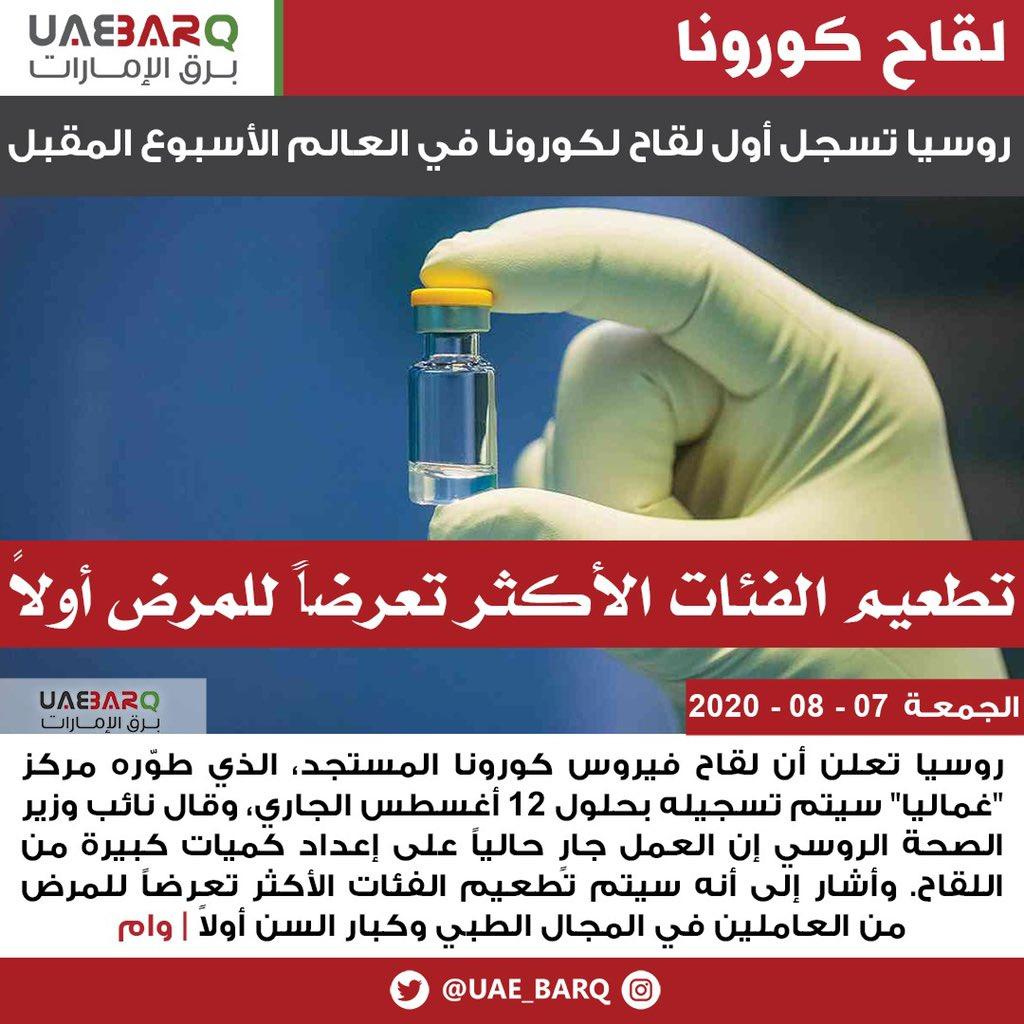 لقاح كورونا
UAEBARQ
برق الإمارات
روسيا تسجل أول لقاح لكورونا في العالم الأسبوع المقبل
تطعيم الفئات الأكثر تعرضاً للمرض أولاً
الجمعة 07 - 08 - 2020
UAEBARQ
برق الإمارات
روسيا تعلن أن لقاح فيروس كورونا المستجد، الذي طوّره مركز
"غماليا" سيتم تسجيله بحلول 12 أغسطس الجاري، وقال نائب وزير
الصحة الروسي إن العمل جارٍ حالياً على إعداد كميات كبيرة من
اللقاح. وأشار إلى أنه سيتم تطعيم الفئات الأكثر تعرضاً للمرض
من العاملين في المجال الطبي وكبار السن أولاً | وام
@UAE_BARQ